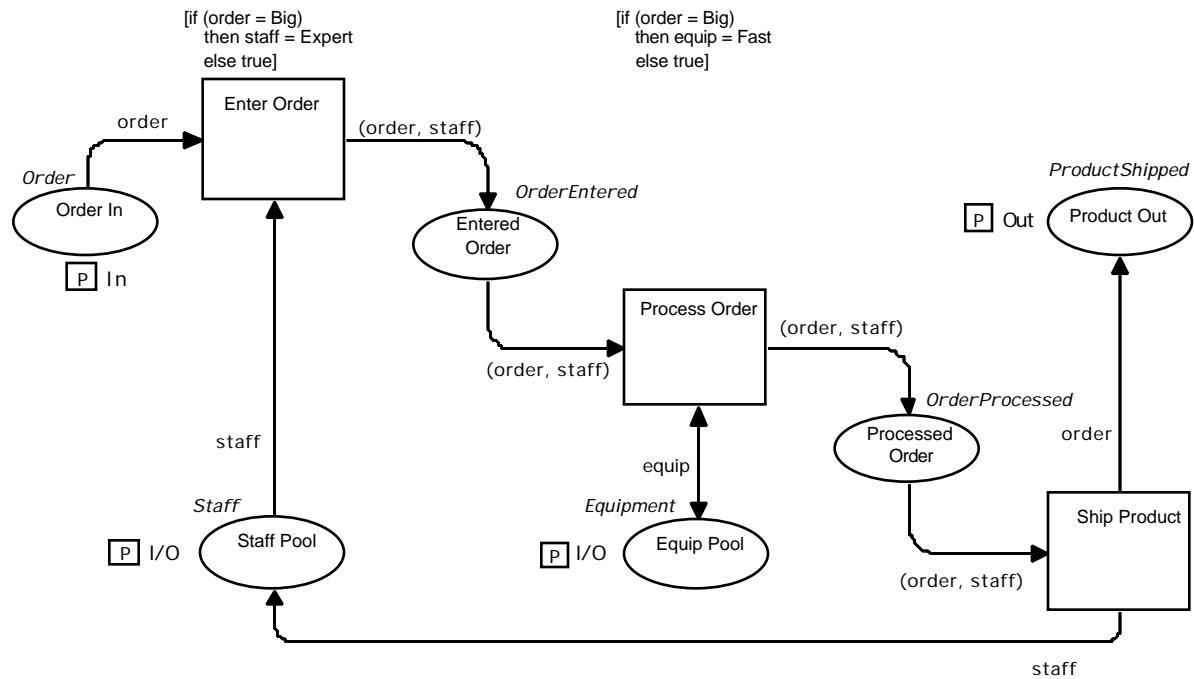 [if (order = Big)
then staff = Expert
else true]
[if (order = Big)
then equip = Fast
else true]
Enter Order
order
(order, staff)
Order
Order In
P In
OrderEntered
Entered
Order
ProductShipped
P Out
Product Out
Process Order
(order, staff)
(order, staff)
OrderProcessed
Processed
Order
staff
equip
order
Staff
P I/O
Staff Pool
Equipment
P I/O
Equip Pool
Ship Product
(order, staff)
staff